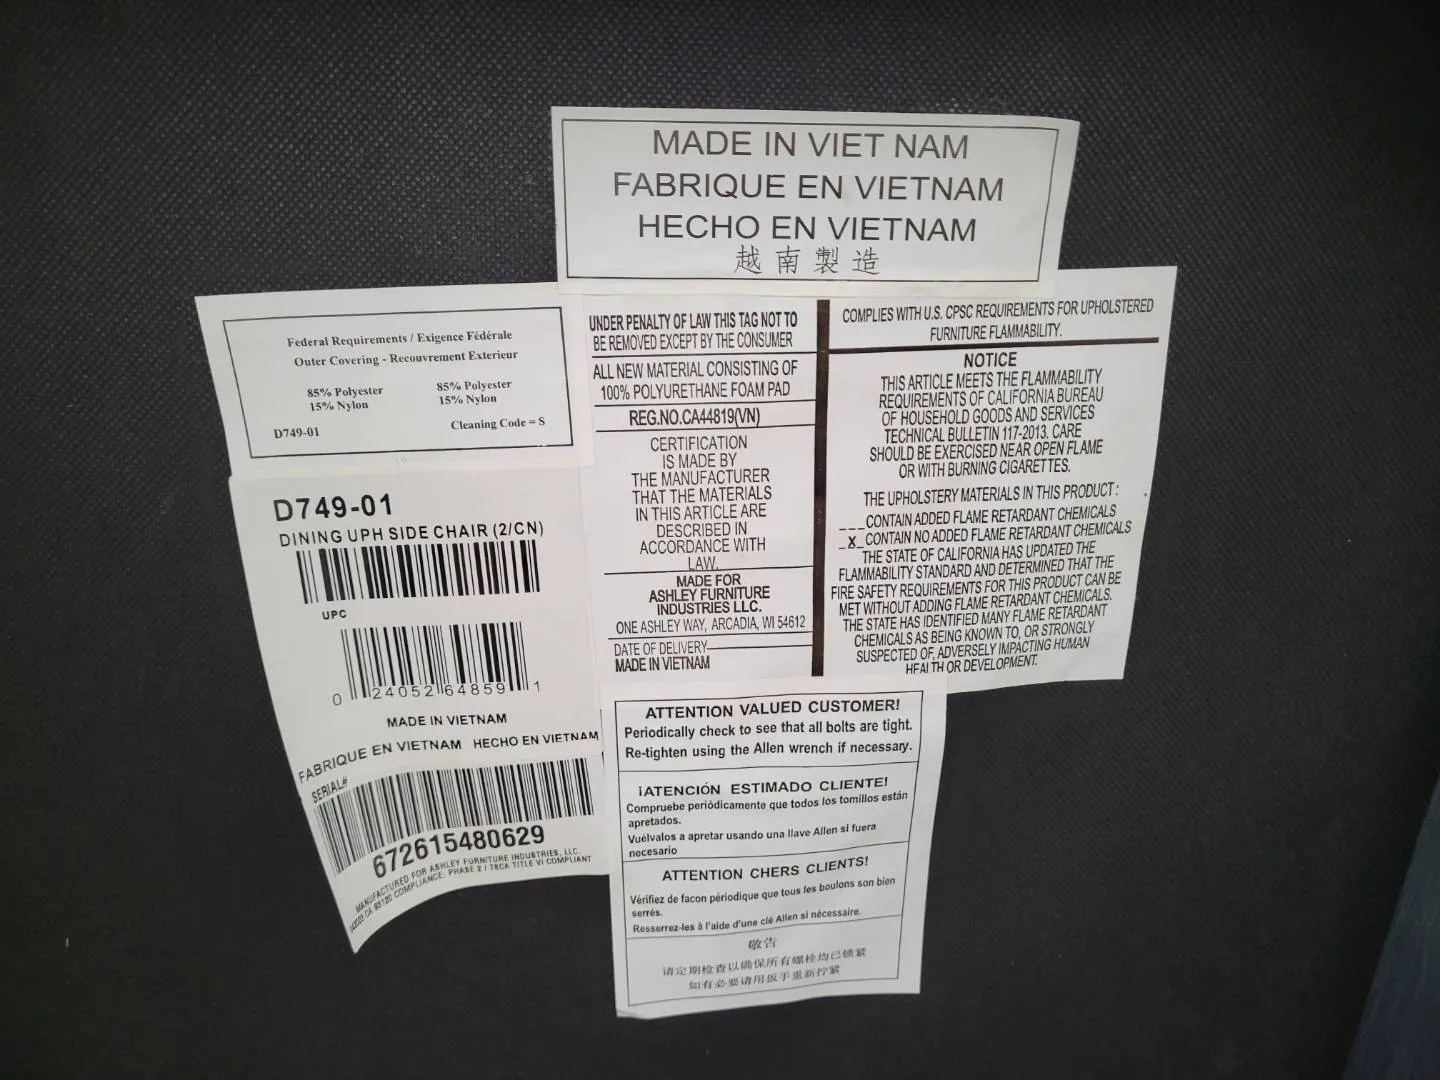 MADE IN VIET NAM
FABRIQUE EN VIETNAM
HECHO EN VIETNAM
越南製造
Federal Requirements / Exigence Fédérale
Outer Covering - Recouvrement Exterieur
85% Polyester 85% Polyester
15% Nylon 15% Nylon
D749-01 Cleaning Code = S
D749-01
DINING UPH SIDE CHAIR (2/CN)
UPC
0 24052 64859 1
MADE IN VIETNAM
FABRIQUE EN VIETNAM HECHO EN VIETNAM
SERIAL#
672615480629
MANUFACTURED FOR ASHLEY FURNITURE INDUSTRIES, LLC.
CA 93120 COMPLIANCE: PHASE 2 / TSCA TITLE VI COMPLIANT
UNDER PENALTY OF LAW THIS TAG NOT TO
BE REMOVED EXCEPT BY THE CONSUMER
ALL NEW MATERIAL CONSISTING OF
100% POLYURETHANE FOAM PAD
REG.NO.CA44819(VN)
CERTIFICATION
IS MADE BY
THE MANUFACTURER
THAT THE MATERIALS
IN THIS ARTICLE ARE
DESCRIBED IN
ACCORDANCE WITH
LAW.
MADE FOR
ASHLEY FURNITURE
INDUSTRIES LLC.
ONE ASHLEY WAY, ARCADIA, WI 54612
DATE OF DELIVERY
MADE IN VIETNAM
COMPLIES WITH U.S. CPSC REQUIREMENTS FOR UPHOLSTERED
FURNITURE FLAMMABILITY.
NOTICE
THIS ARTICLE MEETS THE FLAMMABILITY
REQUIREMENTS OF CALIFORNIA BUREAU
OF HOUSEHOLD GOODS AND SERVICES
TECHNICAL BULLETIN 117-2013. CARE
SHOULD BE EXERCISED NEAR OPEN FLAME
OR WITH BURNING CIGARETTES.
THE UPHOLSTERY MATERIALS IN THIS PRODUCT :
___CONTAIN ADDED FLAME RETARDANT CHEMICALS
_X_CONTAIN NO ADDED FLAME RETARDANT CHEMICALS
THE STATE OF CALIFORNIA HAS UPDATED THE
FLAMMABILITY STANDARD AND DETERMINED THAT THE
FIRE SAFETY REQUIREMENTS FOR THIS PRODUCT CAN BE
MET WITHOUT ADDING FLAME RETARDANT CHEMICALS.
THE STATE HAS IDENTIFIED MANY FLAME RETARDANT
CHEMICALS AS BEING KNOWN TO, OR STRONGLY
SUSPECTED OF, ADVERSELY IMPACTING HUMAN
HEALTH OR DEVELOPMENT.
ATTENTION VALUED CUSTOMER!
Periodically check to see that all bolts are tight.
Re-tighten using the Allen wrench if necessary.
¡ATENCIÓN ESTIMADO CLIENTE!
Compruebe periódicamente que todos los tomillos están
apretados.
Vuélvalos a apretar usando una llave Allen si fuera
necesario
ATTENTION CHERS CLIENTS!
Vérifiez de facon périodique que tous les boulons son bien
serrés.
Resserrez-les à l'aide d'une clé Allen si nécessaire.
敬告
请定期检查以确保所有螺栓均已锁紧
如有必要请用扳手重新拧紧